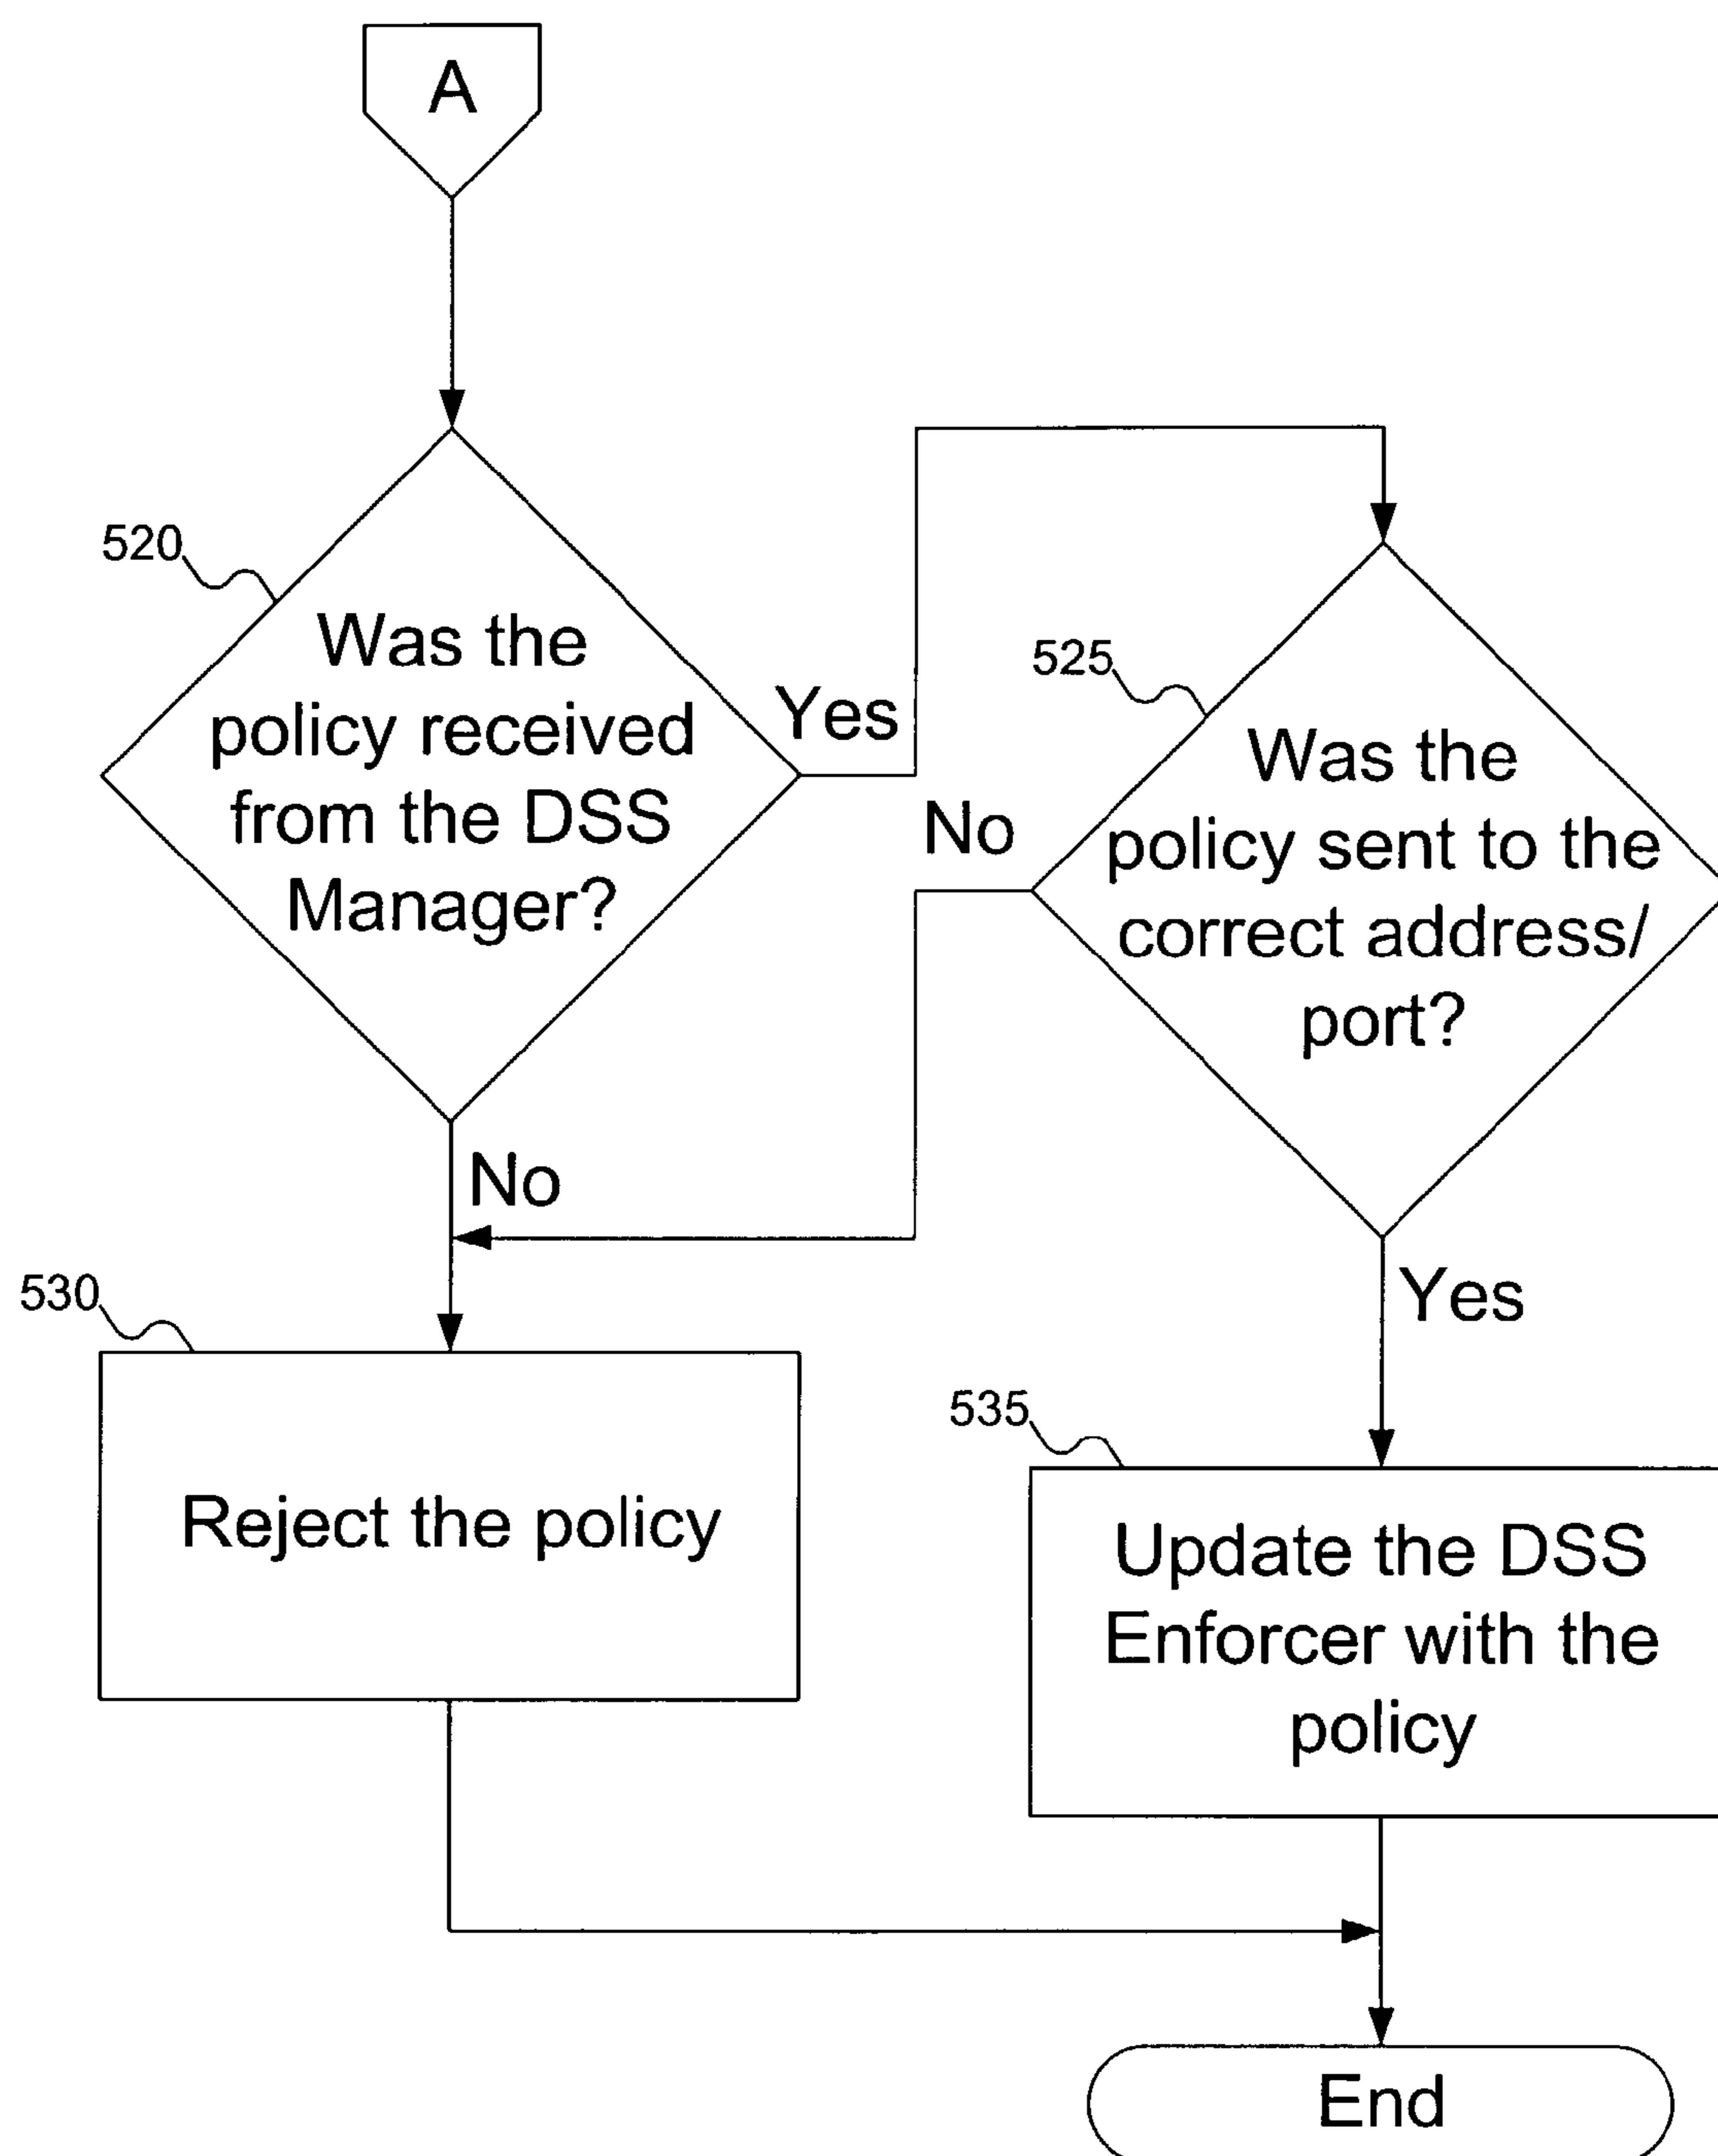 A
520
Was the
policy received
from the DSS
Manager?
Yes
No
525
Was the
policy sent to the
correct address/
port?
No
Yes
530
Reject the policy
535
Update the DSS
Enforcer with the
policy
End